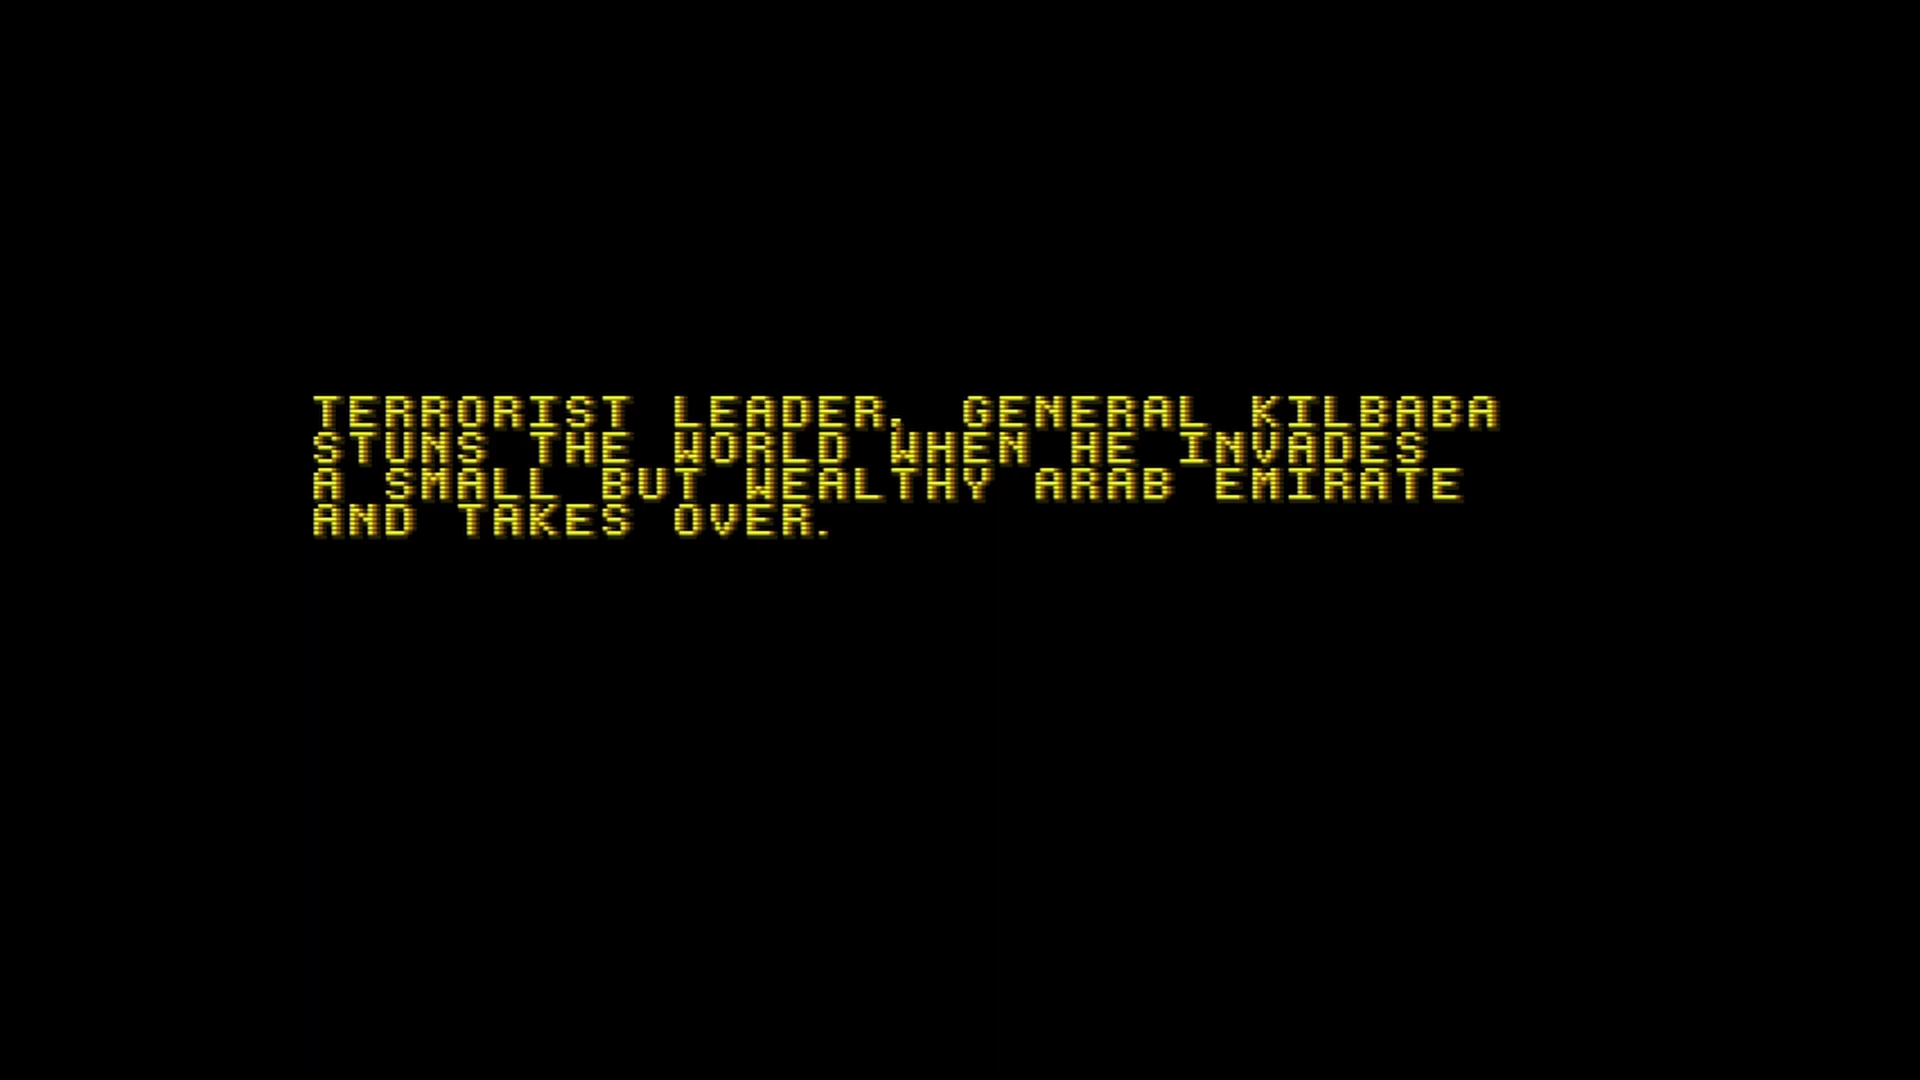 TERRORIST LEADER, GENERAL KILBABA
STUNS THE WORLD WHEN HE INVADES
A SMALL BUT WEALTHY ARAB EMIRATE
AND TAKES OVER.